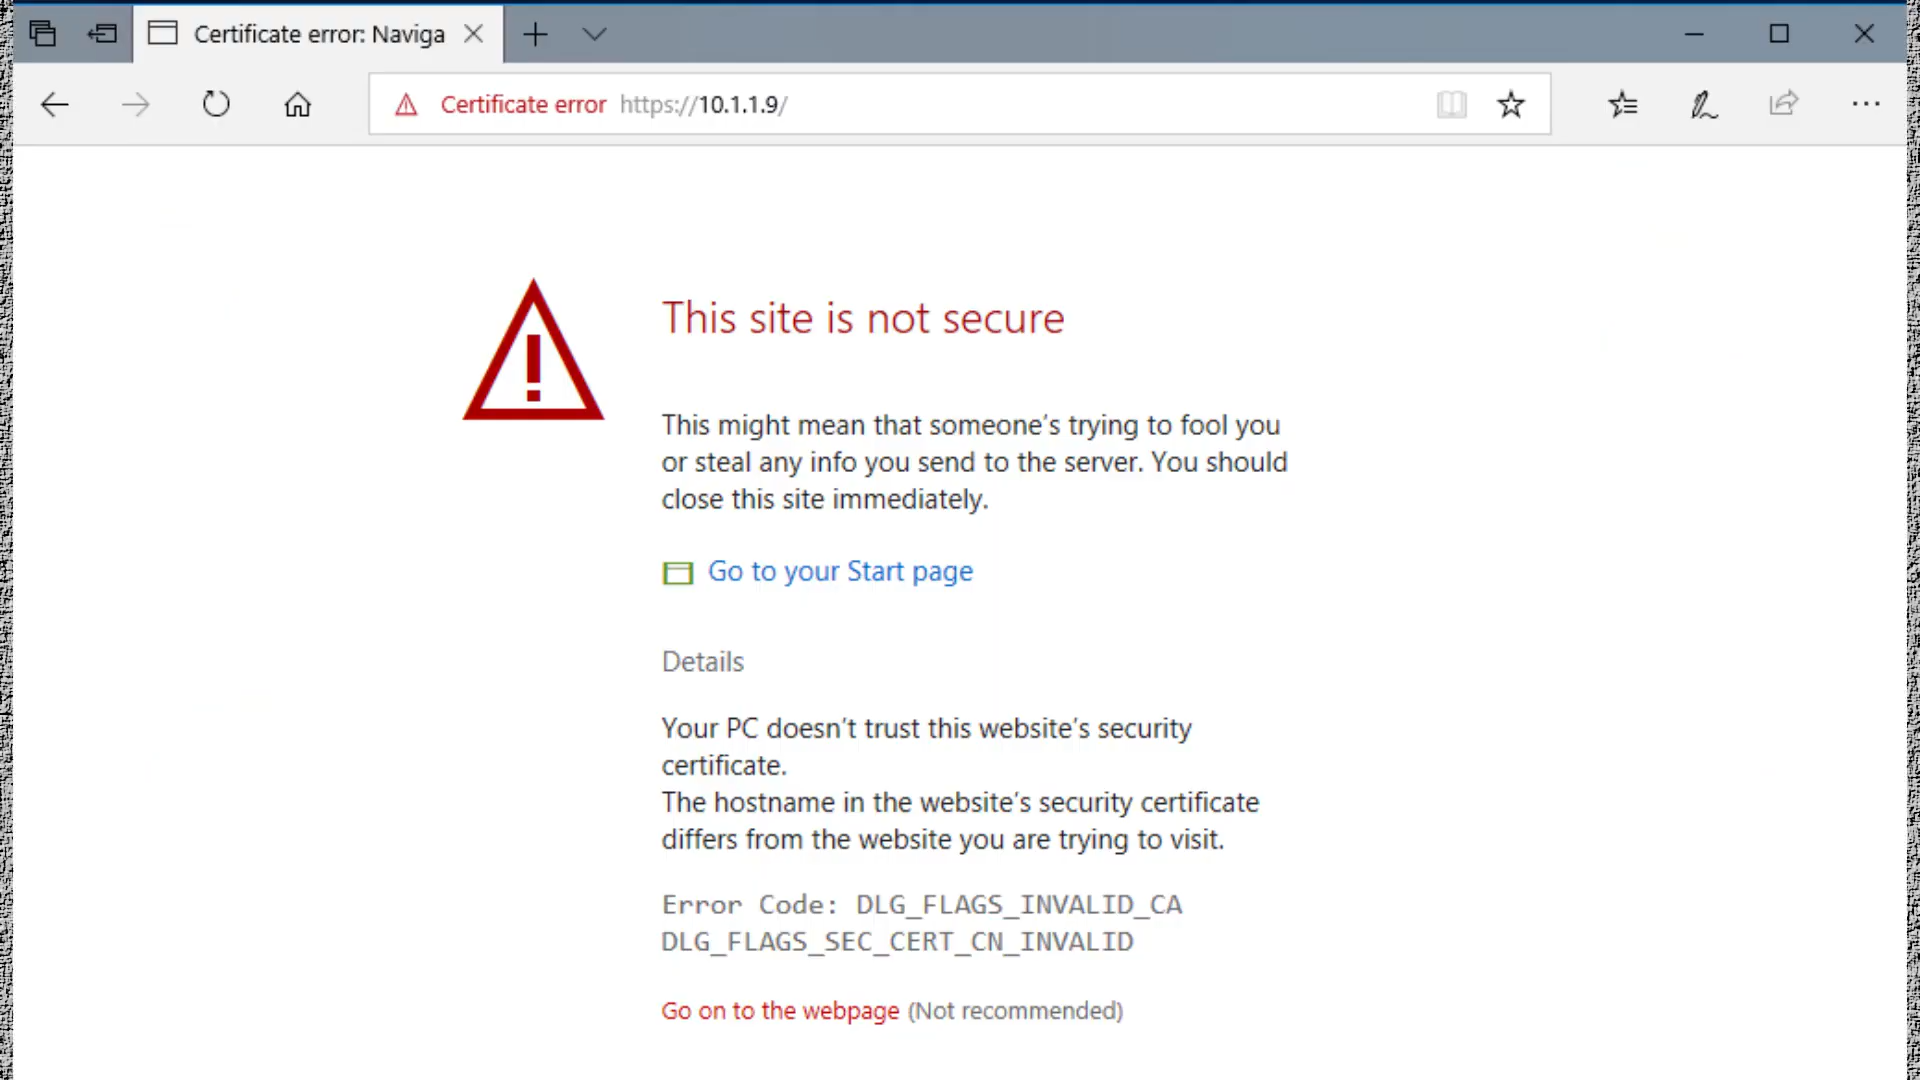 Certificate error: Naviga
Certificate error https://10.1.1.9/
This site is not secure
This might mean that someone's trying to fool you
or steal any info you send to the server. You should
close this site immediately.
Go to your Start page
Details
Your PC doesn't trust this website's security
certificate.
The hostname in the website's security certificate
differs from the website you are trying to visit.
Error Code: DLG_FLAGS_INVALID_CA
DLG_FLAGS_SEC_CERT_CN_INVALID
Go on to the webpage (Not recommended)